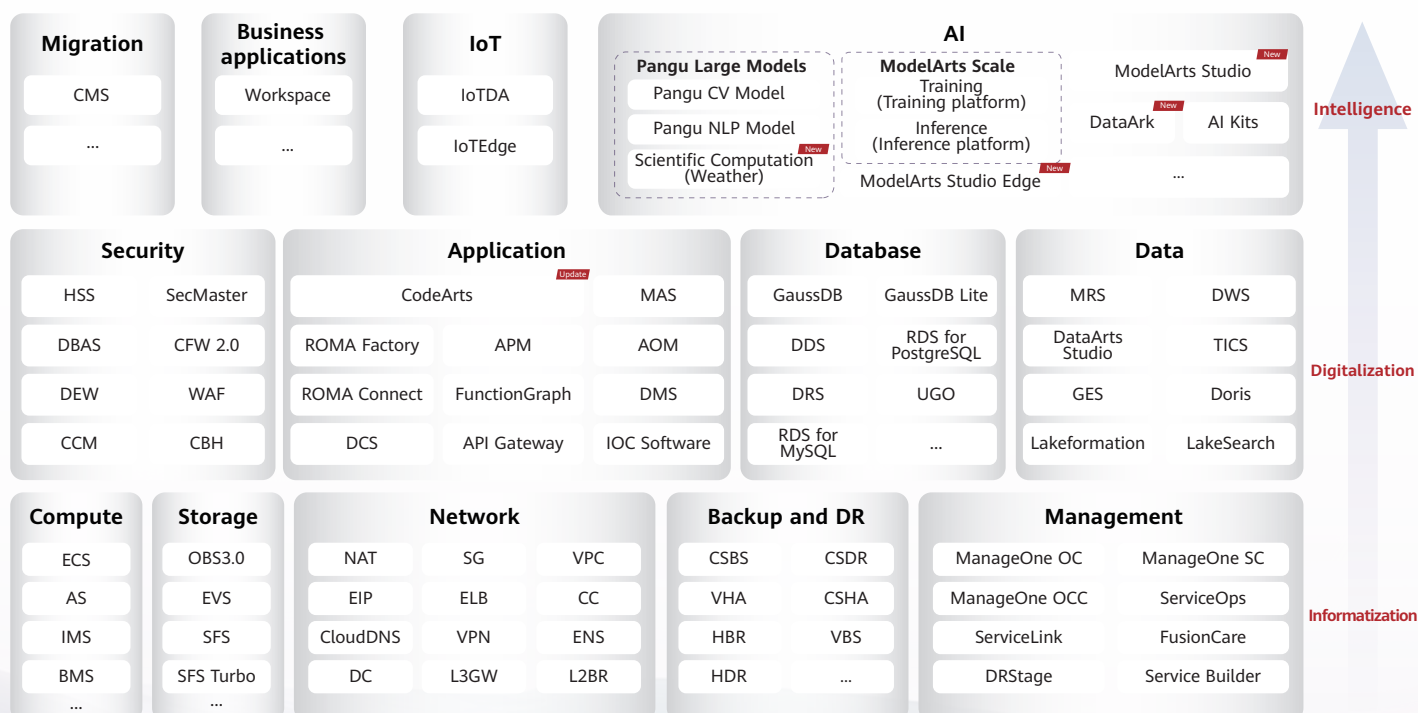 Migration
CMS
...
Business
applications
Workspace
...
IoT
IoTDA
IoTEdge
AI
Pangu Large Models
Pangu CV Model
Pangu NLP Model
New
Scientific Computation
(Weather)
ModelArts Scale
Training
(Training platform)
Inference
(Inference platform)
New
ModelArts Studio Edge
New
ModelArts Studio
New
DataArk
AI Kits
...
Intelligence
Security
HSS
SecMaster
DBAS
CFW 2.0
DEW
WAF
CCM
CBH
Application
Update
CodeArts
MAS
ROMA Factory
APM
AOM
ROMA Connect
FunctionGraph
DMS
DCS
API Gateway
IOC Software
Database
GaussDB
GaussDB Lite
DDS
RDS for
PostgreSQL
DRS
UGO
RDS for
MySQL
...
Data
MRS
DWS
DataArts
Studio
TICS
GES
Doris
Lakeformation
LakeSearch
Digitalization
Compute
ECS
AS
IMS
BMS
...
Storage
OBS3.0
EVS
SFS
SFS Turbo
...
Network
NAT
SG
VPC
EIP
ELB
CC
CloudDNS
VPN
ENS
DC
L3GW
L2BR
Backup and DR
CSBS
CSDR
VHA
CSHA
HBR
VBS
HDR
...
Management
ManageOne OC
ManageOne SC
ManageOne OCC
ServiceOps
ServiceLink
FusionCare
DRStage
Service Builder
Informatization